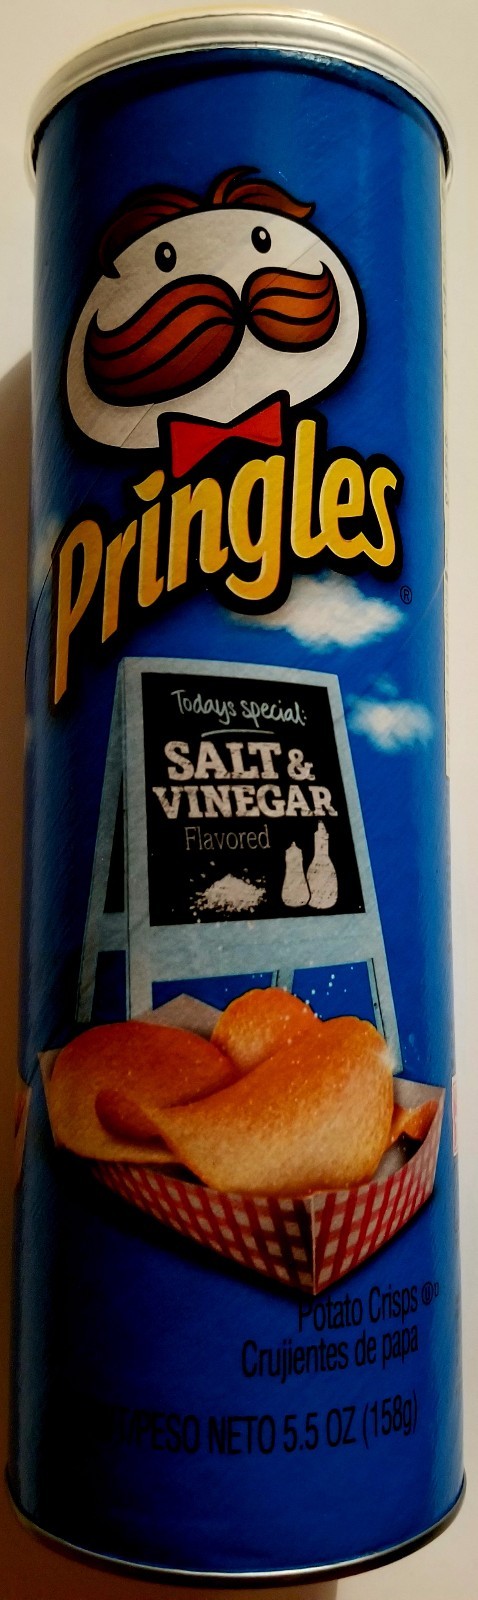 Pringles
®
Todays special:
SALT &
VINEGAR
Flavored
Potato Crisps
Crujientes de papa
/PESO NETO 5.5 OZ (158g)